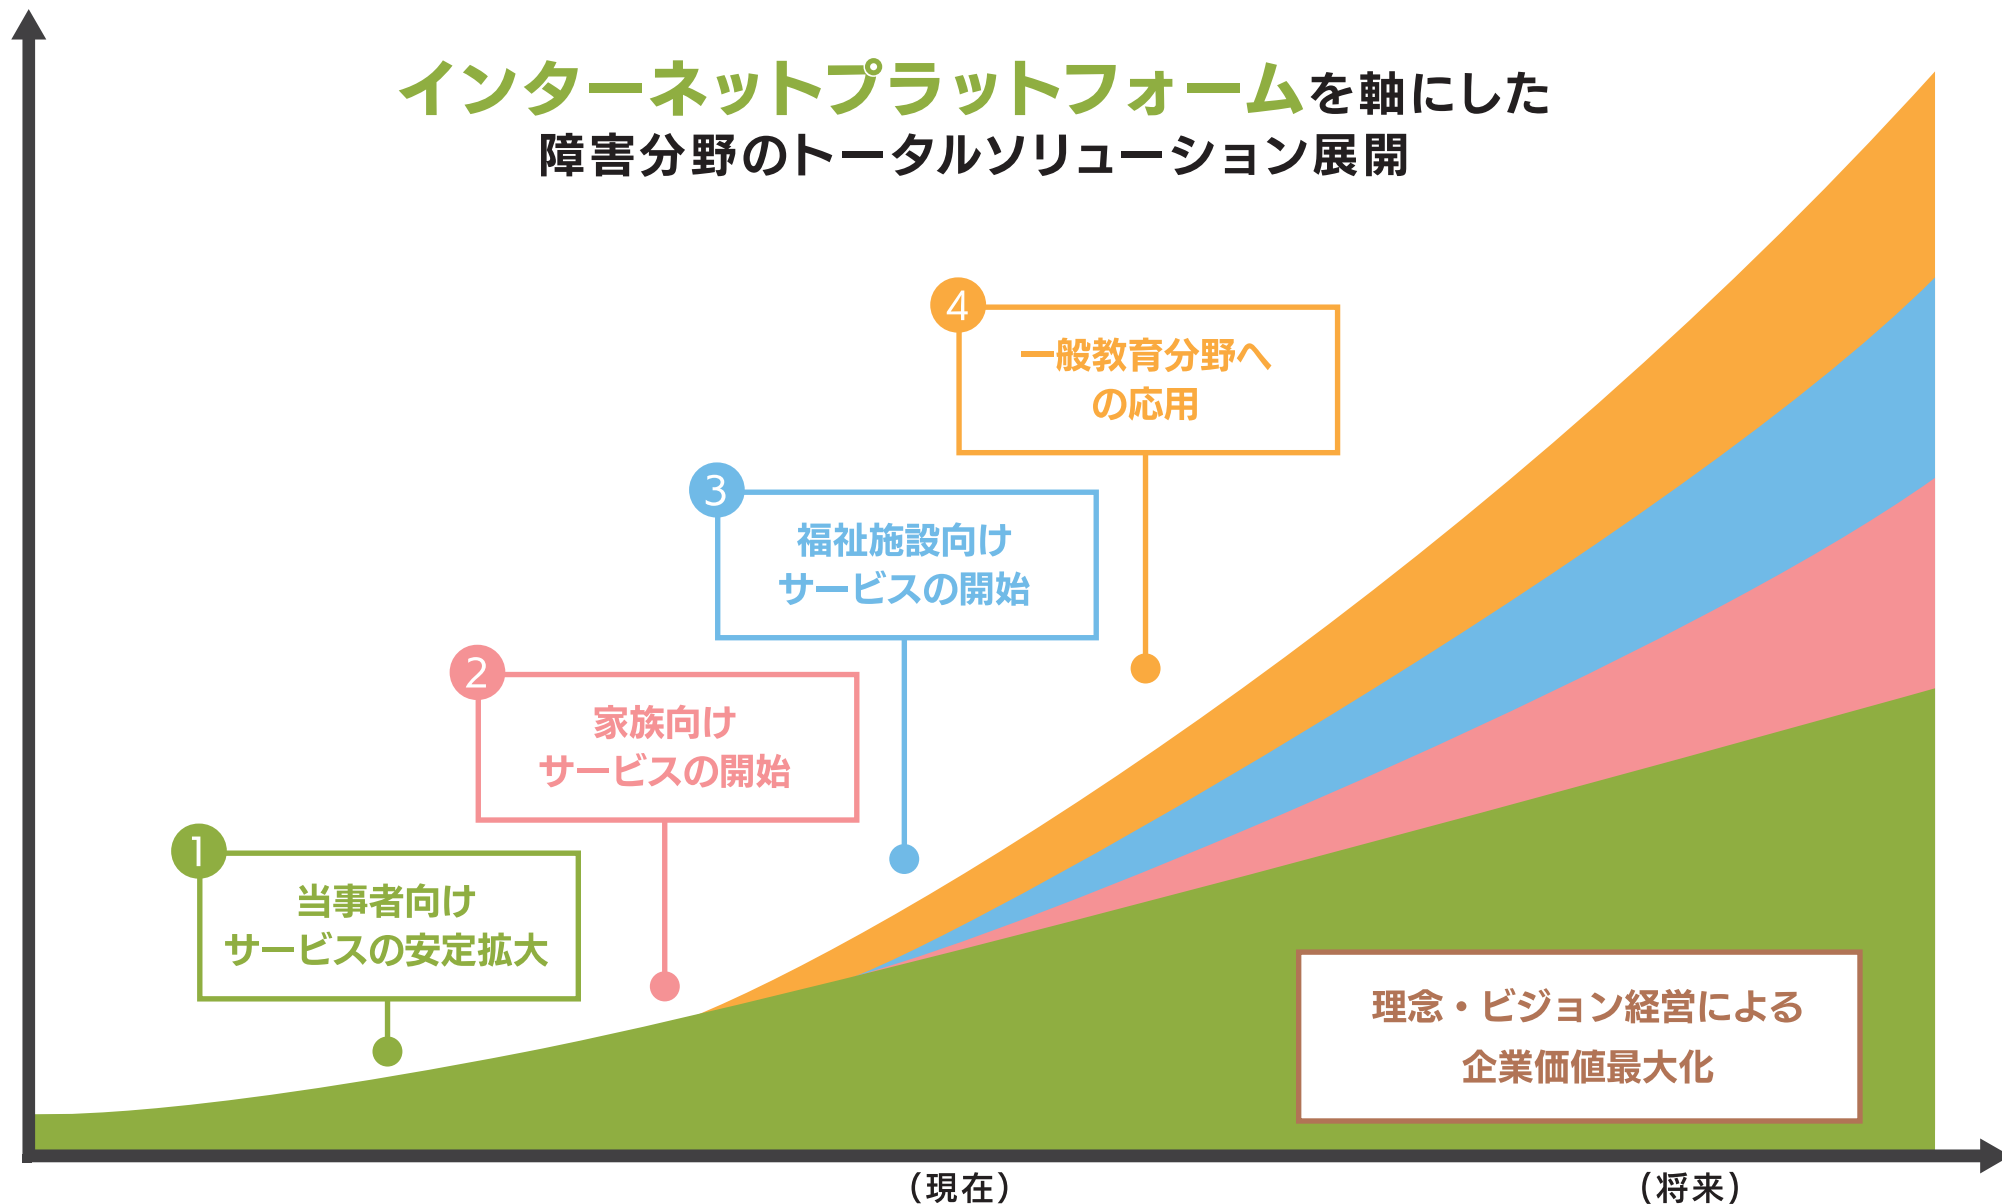 インターネットプラットフォームを軸にした
障害分野のトータルソリューション展開
4
一般教育分野へ
の応用
3
福祉施設向け
サービスの開始
2
家族向け
サービスの開始
1
当事者向け
サービスの安定拡大
理念・ビジョン経営による
企業価値最大化
（現在）
（将来）